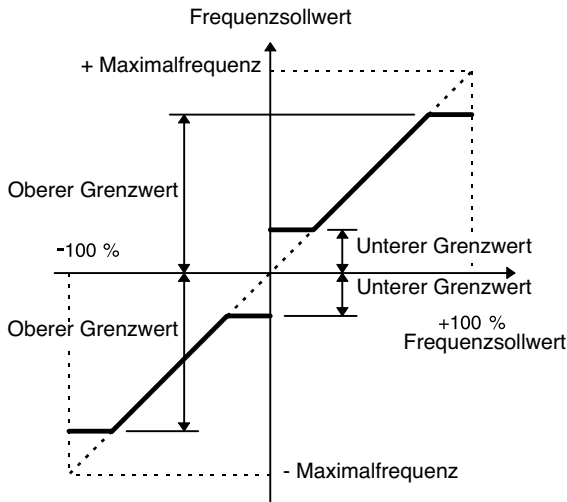 Frequenzsollwert
+ Maximalfrequenz
Oberer Grenzwert
-100 %
Unterer Grenzwert
Unterer Grenzwert
Oberer Grenzwert
+100 %
Frequenzsollwert
- Maximalfrequenz